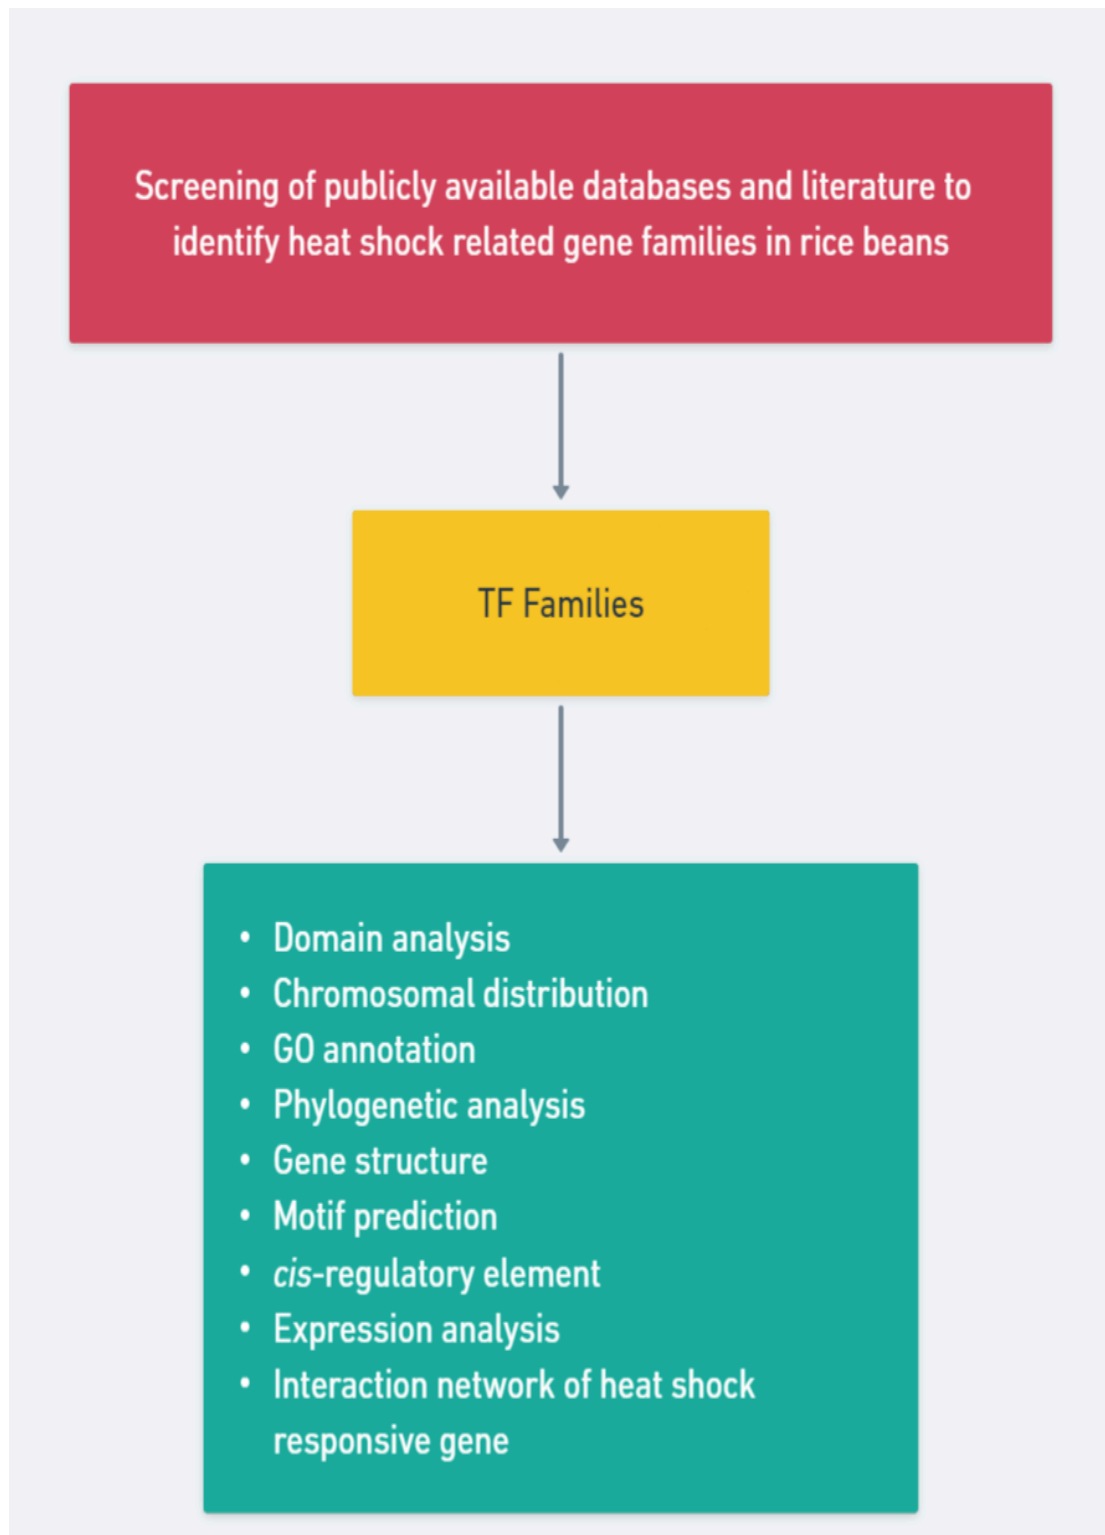 Screening of publicly available databases and literature to
identify heat shock related gene families in rice beans
TF Families
• Domain analysis
• Chromosomal distribution
• GO annotation
• Phylogenetic analysis
• Gene structure
• Motif prediction
• cis-regulatory element
• Expression analysis
• Interaction network of heat shock
responsive gene